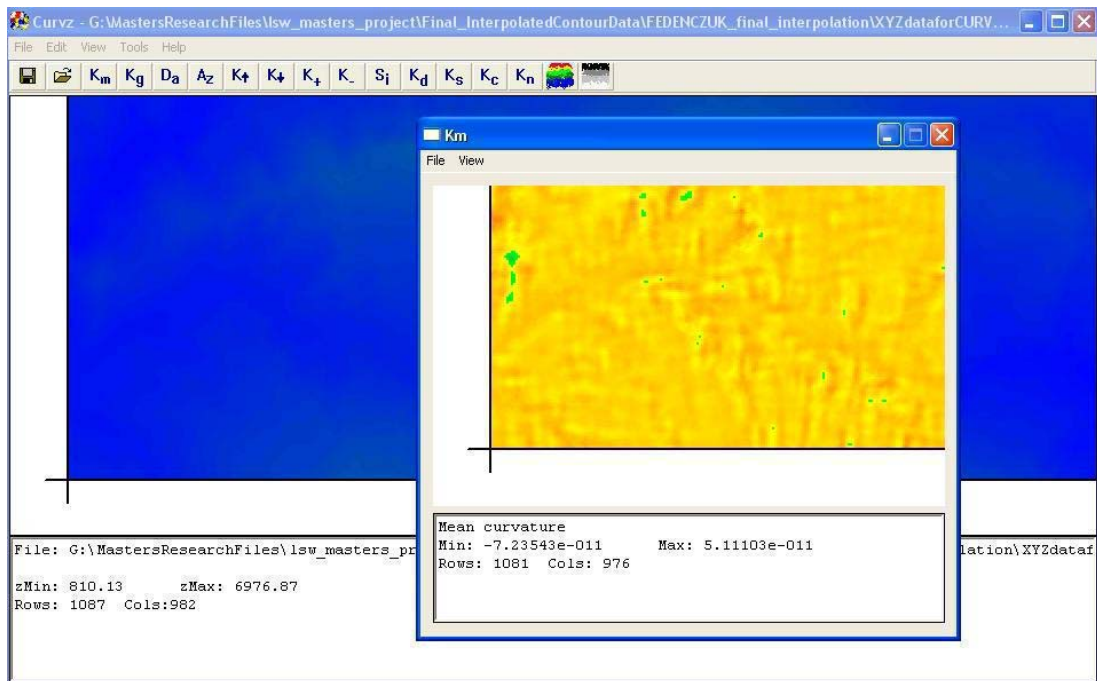 Curvz - G:\MastersResearchFiles\lsw_masters_project\Final_InterpolatedContourData\FEDENCZUK_final_interpolation\XYZdataforCURV...
File Edit View Tools Help
Km Kg Da Az K↑ K↓ K+ K- Si Kd Ks Kc Kn
Km
File View
Mean curvature
Min: -7.23543e-011 Max: 5.11103e-011
Rows: 1081 Cols: 976
File: G:\MastersResearchFiles\lsw_masters_pr lation\XYZdataf
zMin: 810.13 zMax: 6976.87
Rows: 1087 Cols:982